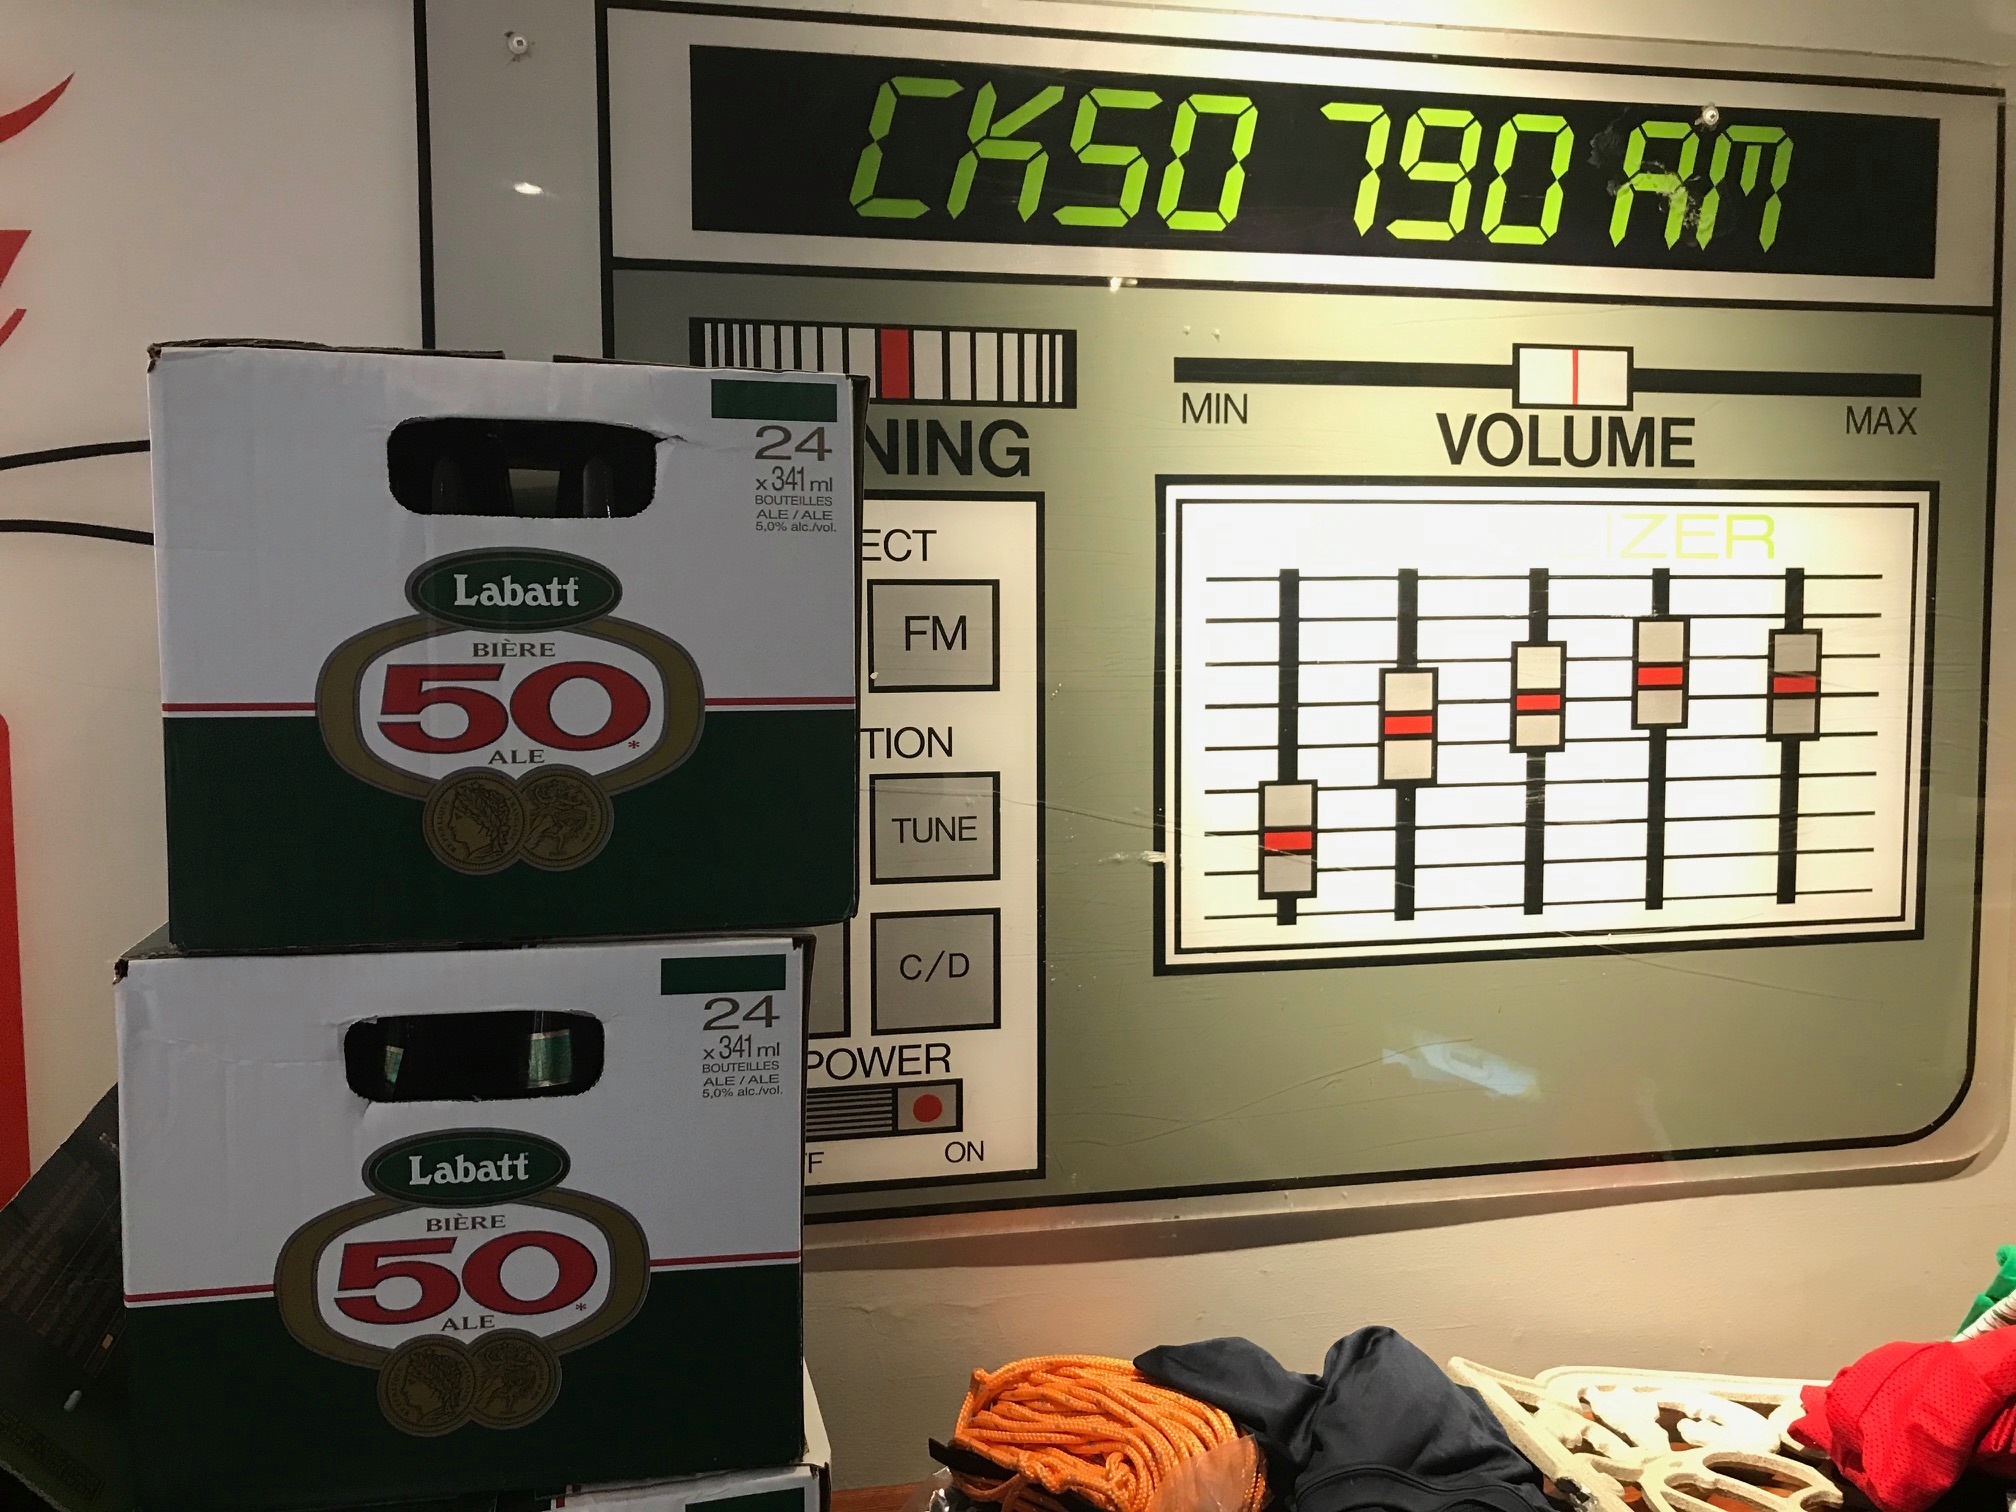 CKSO 790 AM
NING
MIN
MAX
VOLUME
ECT
FM
TION
TUNE
C/D
POWER
ON
IZER
24
x 341 ml
BOUTEILLES
ALE / ALE
5,0% alc./vol.
Labatt
BIÈRE
50*
ALE
24
x 341 ml
BOUTEILLES
ALE / ALE
5,0% alc./vol.
Labatt
BIÈRE
50*
ALE